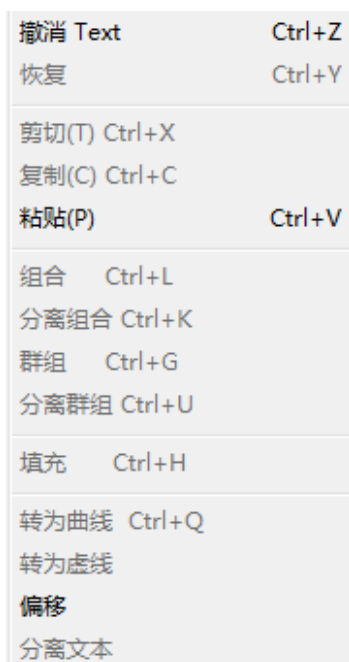 撤消 Text Ctrl+Z
恢复 Ctrl+Y
剪切(T) Ctrl+X
复制(C) Ctrl+C
粘贴(P) Ctrl+V
组合 Ctrl+L
分离组合 Ctrl+K
群组 Ctrl+G
分离群组 Ctrl+U
填充 Ctrl+H
转为曲线 Ctrl+Q
转为虚线
偏移
分离文本